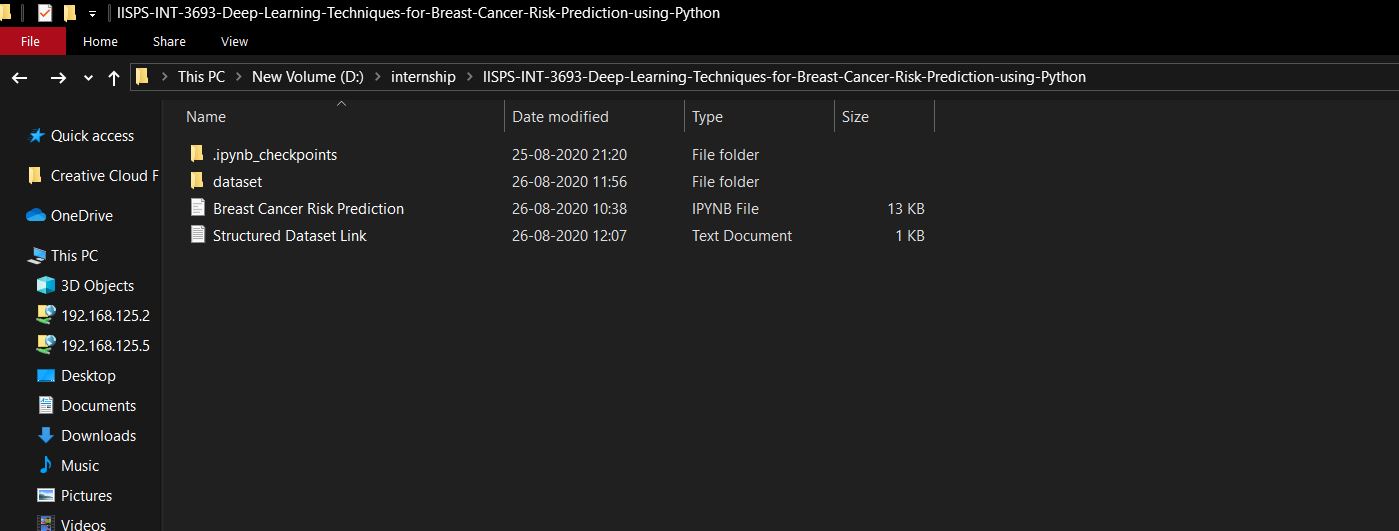 IISPS-INT-3693-Deep-Learning-Techniques-for-Breast-Cancer-Risk-Prediction-using-Python
File Home Share View
This PC New Volume (D:) internship IISPS-INT-3693-Deep-Learning-Techniques-for-Breast-Cancer-Risk-Prediction-using-Python
Name Date modified Type Size
.ipynb_checkpoints 25-08-2020 21:20 File folder
dataset 26-08-2020 11:56 File folder
Breast Cancer Risk Prediction 26-08-2020 10:38 IPYNB File 13 KB
Structured Dataset Link 26-08-2020 12:07 Text Document 1 KB
Quick access
Creative Cloud F
OneDrive
This PC
3D Objects
192.168.125.2
192.168.125.5
Desktop
Documents
Downloads
Music
Pictures
Videos